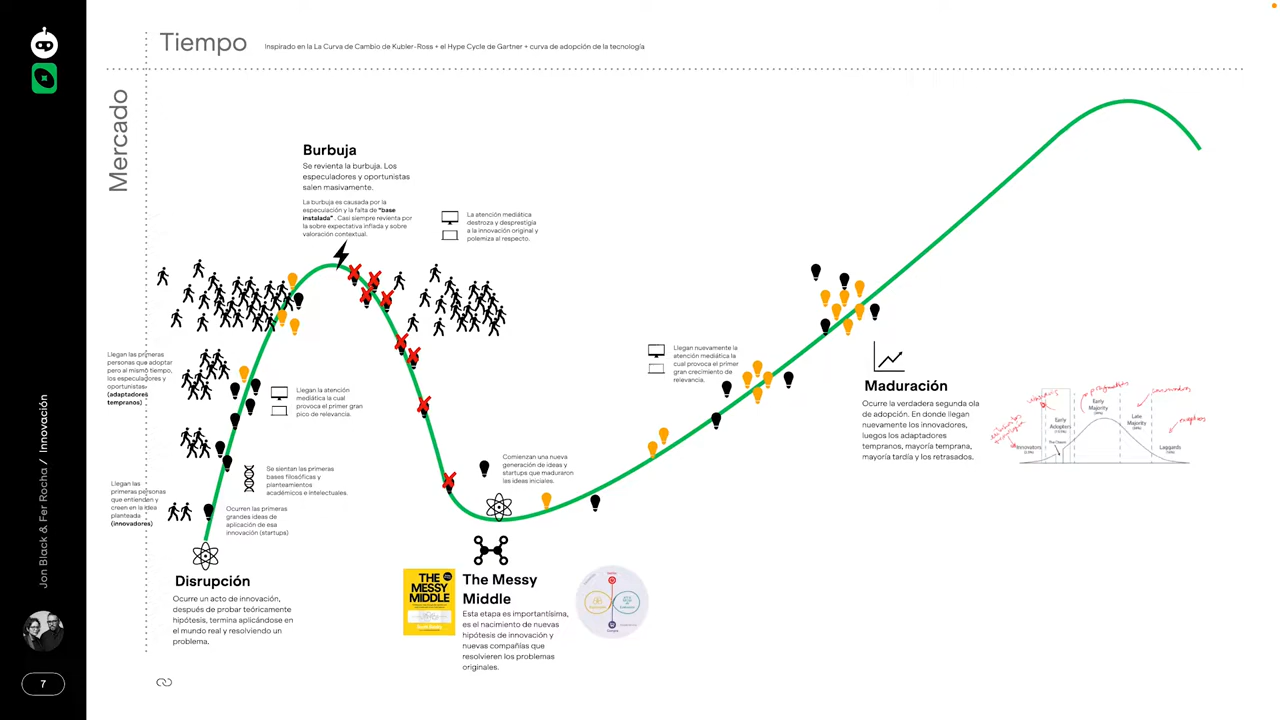 Tiempo
Inspirado en la La Curva de Cambio de Kubler-Ross + el Hype Cycle de Gartner + curva de adopción de la tecnología
Mercado
Burbuja
Se revienta la burbuja. Los
especuladores y oportunistas
salen masivamente.
La burbuja es causada por la
especulación y la falta de "base
instalada" . Casi siempre revienta por
la sobre expectativa inflada y sobre
valoración contextual.
La atención mediática
destroza y desprestigia
a la innovación original y
polemiza al respecto.
Llegan las primeras
personas que adoptar
pero al mismo tiempo,
los especuladores y
oportunistas
(adaptadores
tempranos)
Llegan la atención
mediática la cual
provoca el primer gran
pico de relevancia.
Llegan nuevamente la
atención mediática la
cual provoca el primer
gran crecimiento de
relevancia.
Maduración
Ocurre la verdadera segunda ola
de adopción. En donde llegan
nuevamente los innovadores,
luego los adaptadores
tempranos, mayoría temprana,
mayoría tardía y los retrasados.
Early
Adopters
Early
Majority
Late
Majority
Innovators
Laggards
The Chasm
Se sientan las primeras
bases filosóficas y
planteamientos
académicos e intelectuales.
Comienzan una nueva
generación de ideas y
startups que maduraron
las ideas iniciales.
Llegan las
primeras personas
que entienden y
creen en la idea
planteada
(innovadores)
Ocurren las primeras
grandes ideas de
aplicación de esa
innovación (startups)
Disrupción
Ocurre un acto de innovación,
después de probar teóricamente
hipótesis, termina aplicándose en
el mundo real y resolviendo un
problema.
THE
MESSY
MIDDLE
The Messy
Middle
Esta etapa es importantísima,
es el nacimiento de nuevas
hipótesis de innovación y
nuevas compañías que
resolvieren los problemas
originales.
Jon Black & Fer Rocha / Innovación
7